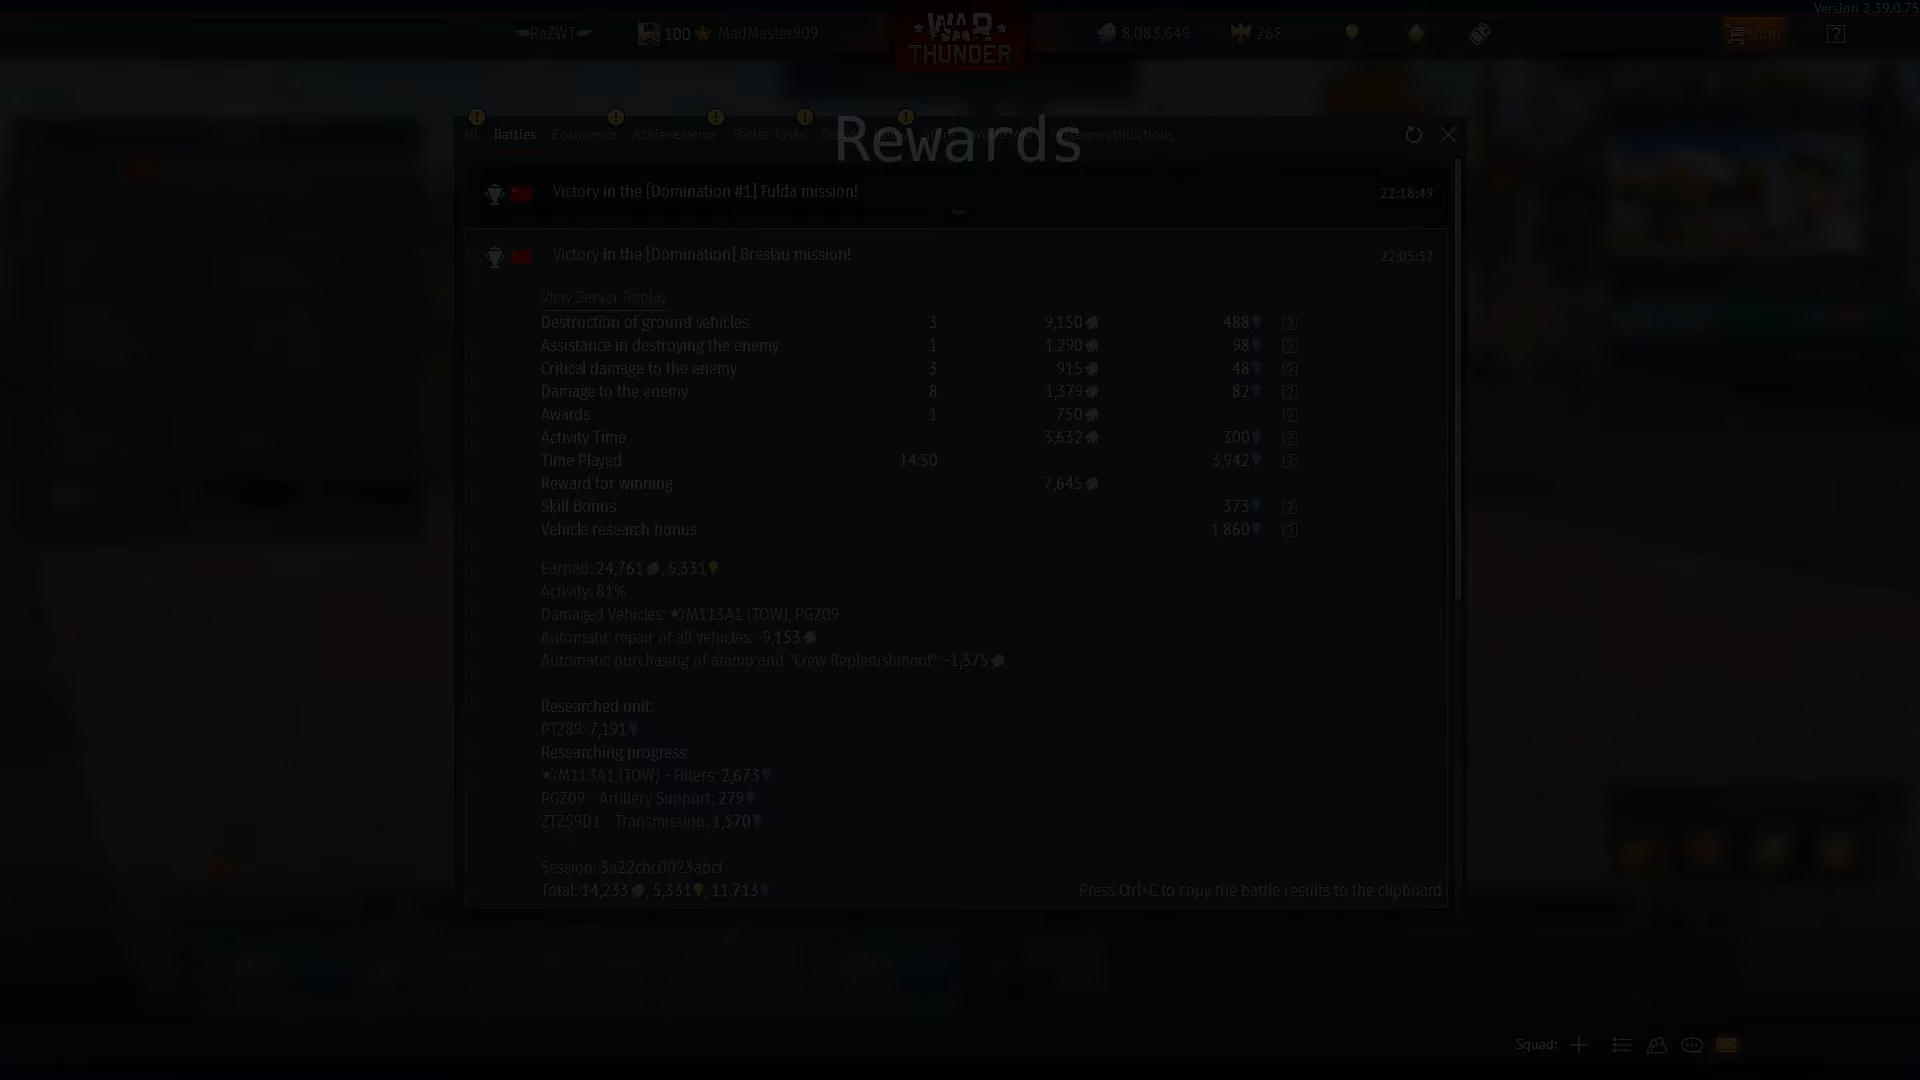 Version 2.39.0.75
RaZWT 100 MadMaster909 WAR THUNDER 8,083,649 268 BP Shop ?
Battles Economics Achievements Battle Tasks System notifications
Rewards
Victory in the [Domination #1] Fulda mission! 22:18:49
Victory in the [Domination] Breslau mission! 22:05:32
View Server Replay
Destruction of ground vehicles 3 9,150 488 ?
Assistance in destroying the enemy 1 1,290 98 ?
Critical damage to the enemy 3 915 48 ?
Damage to the enemy 8 1,379 82 ?
Awards 1 750 ?
Activity Time 3,632 300 ?
Time Played 14:50 3,942 ?
Reward for winning 7,645
Skill Bonus 373 ?
Vehicle research bonus 1,860 ?
Earned: 24,761, 5,331
Activity: 81%
Damaged Vehicles: M113A1 (TOW), PGZ09
Automatic repair of all vehicles: -9,153
Automatic purchasing of ammo and "Crew Replenishment": -1,375
Researched unit:
PTZ89: 7,191
Researching progress:
M113A1 (TOW) - Filters: 2,673
PGZ09 - Artillery Support: 279
ZTZ59D1 - Transmission: 1,570
Session: 3a22cbc0023abcf
Total: 14,233, 5,331, 11,713 Press Ctrl+C to copy the battle results to the clipboard
Squad: